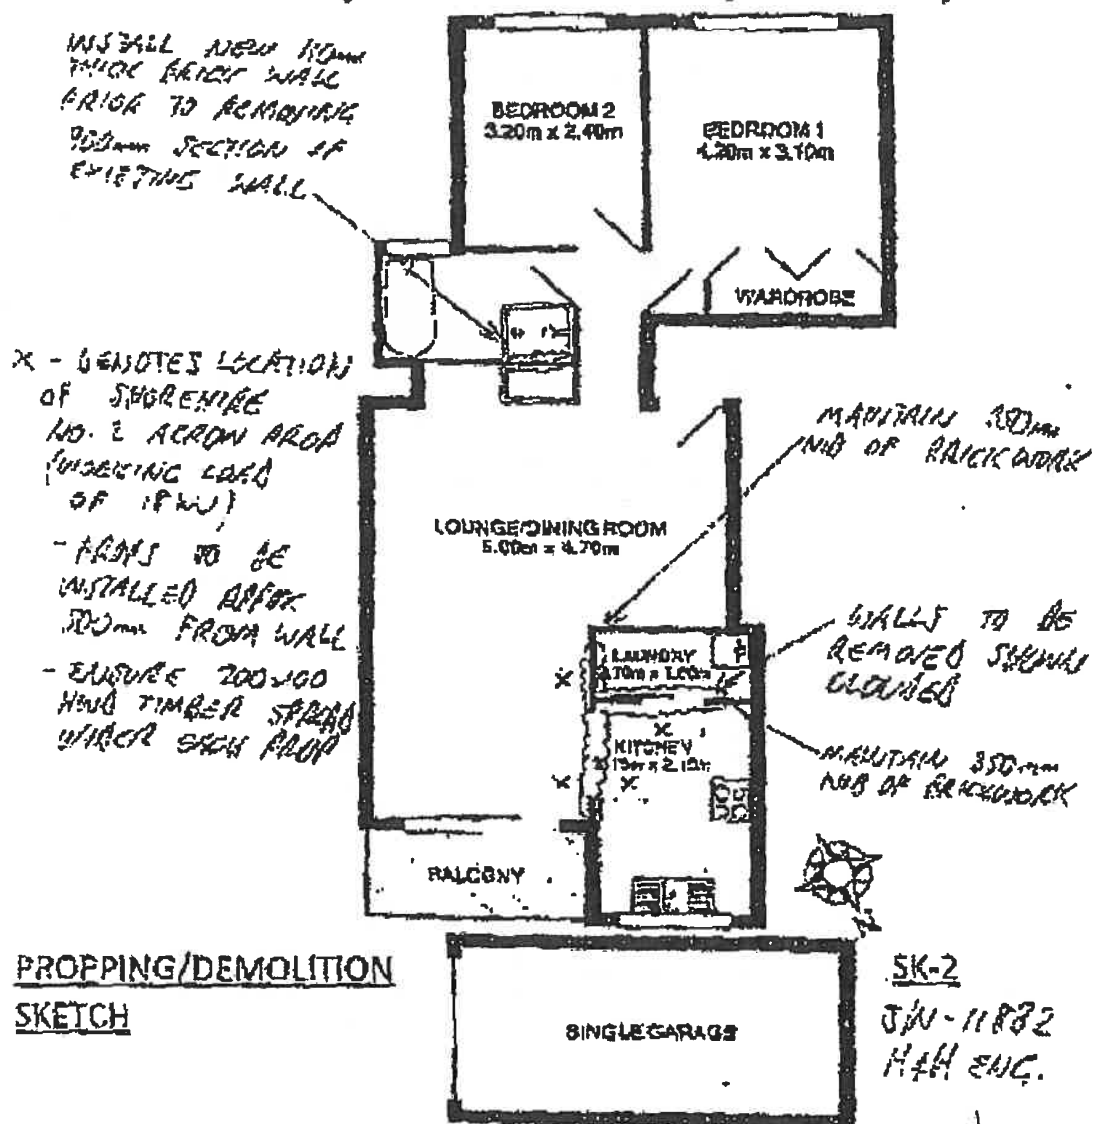 INSTALL NEW 110mm
THICK BRICK WALL
PRIOR TO REMOVING
900mm SECTION OF
EXISTING WALL
BEDROOM 2
3.20m x 2.40m
BEDROOM 1
4.20m x 3.10m
WARDROBE
X - DENOTES LOCATION
OF SHOREHIRE
NO. 2 ACROW PROP
(WORKING LOAD
OF 18kN)
- PROPS TO BE
INSTALLED APPROX
500mm FROM WALL
- ENSURE 200x100
HWD TIMBER SPREAD
UNDER EACH PROP
MAINTAIN
NIB OF BRICKWORK
LOUNGE/DINING ROOM
5.00m x 4.70m
LAUNDRY
WALLS TO BE
REMOVED SHOWN
CLOUDED
KITCHEN
MAINTAIN 350mm
NIB OF BRICKWORK
BALCONY
N
PROPPING/DEMOLITION
SKETCH
SINGLE GARAGE
SK-2
J/N-11882
H&H ENG.